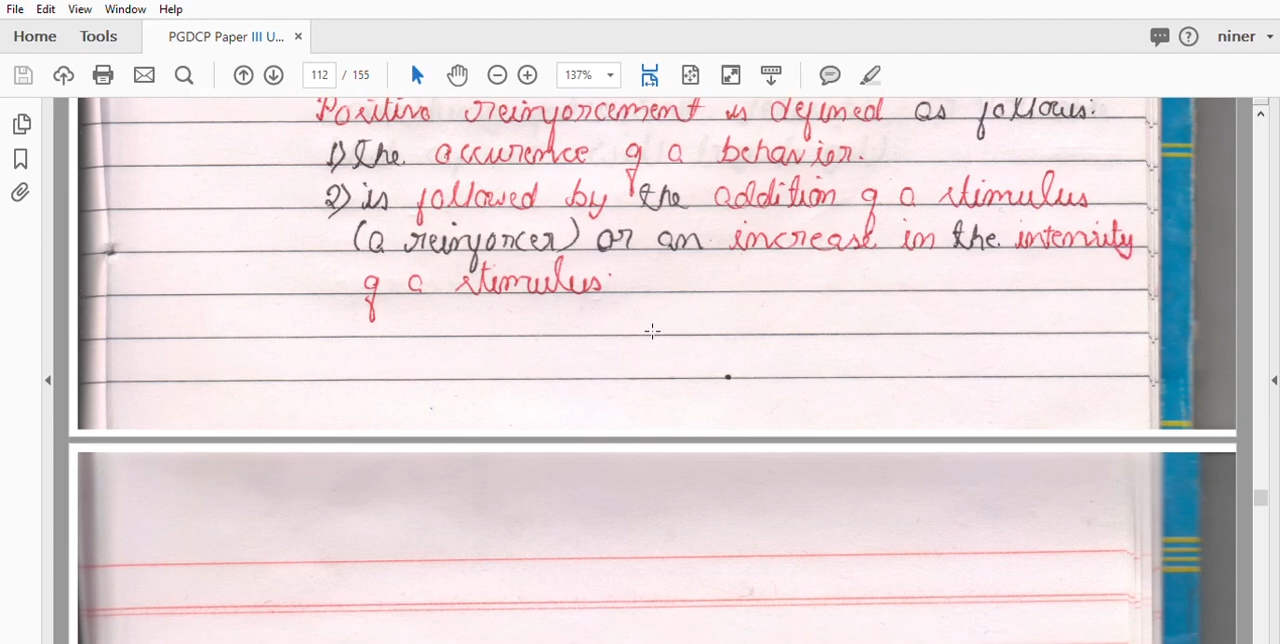 File Edit View Window Help
Home Tools PGDCP Paper III U... × niner
112 / 155 137%
Positive reinforcement is defined as follows:
1) The occurence of a behavior.
2) is followed by the addition of a stimulus
(a reinforcer) or an increase in the intensity
of a stimulus.